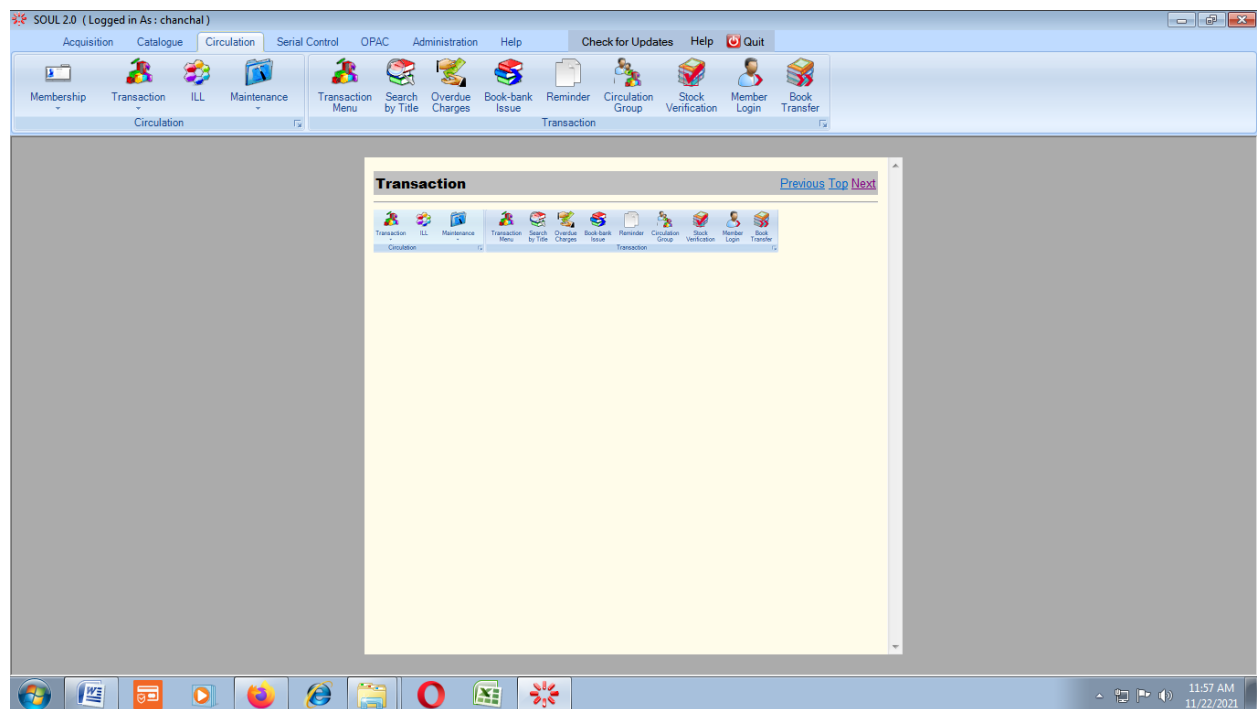 SOUL 2.0 ( Logged in As : chanchal )
Acquisition Catalogue Circulation Serial Control OPAC Administration Help Check for Updates Help Quit
Membership Transaction ILL Maintenance Transaction Search Overdue Book-bank Reminder Circulation Stock Member Book
Menu by Title Charges Issue Group Verification Login Transfer
Circulation Transaction
Transaction Previous Top Next
Transaction ILL Maintenance Transaction Search Overdue Book-bank Reminder Circulation Stock Member Book
Menu by Title Charges Issue Group Verification Login Transfer
Circulation Transaction
11:57 AM
11/22/2021